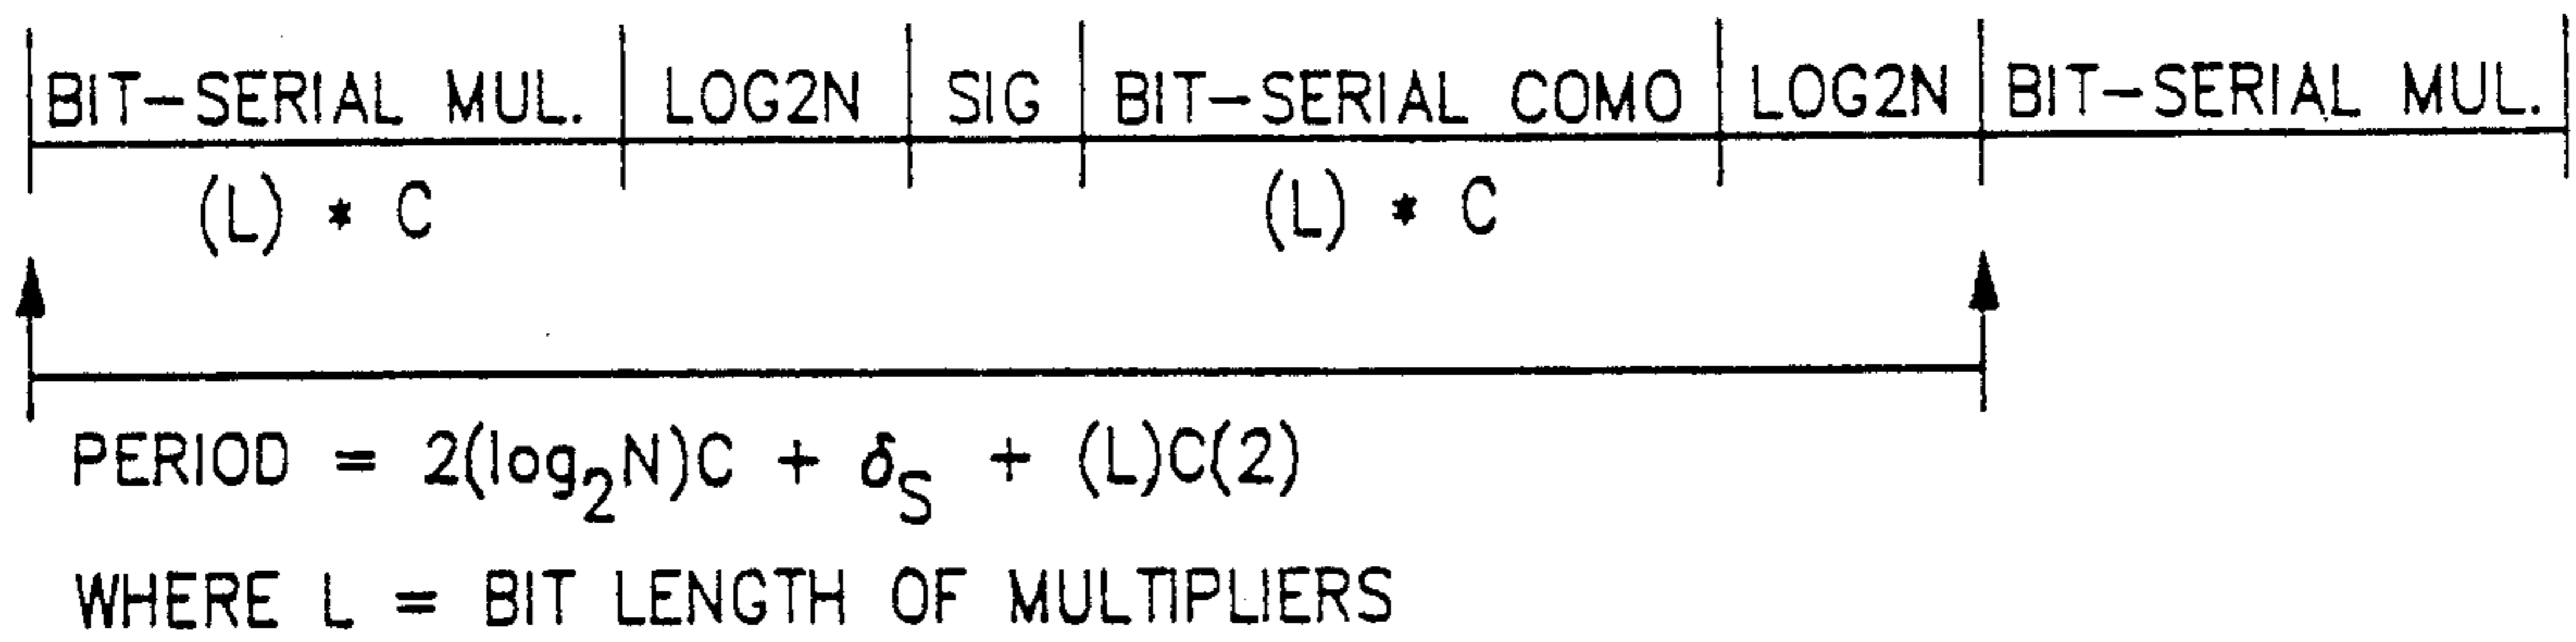 BIT-SERIAL MUL. LOG2N SIG BIT-SERIAL COMO LOG2N BIT-SERIAL MUL.
(L) * C (L) * C
PERIOD = 2(log₂N)C + δ_S + (L)C(2)
WHERE L = BIT LENGTH OF MULTIPLIERS